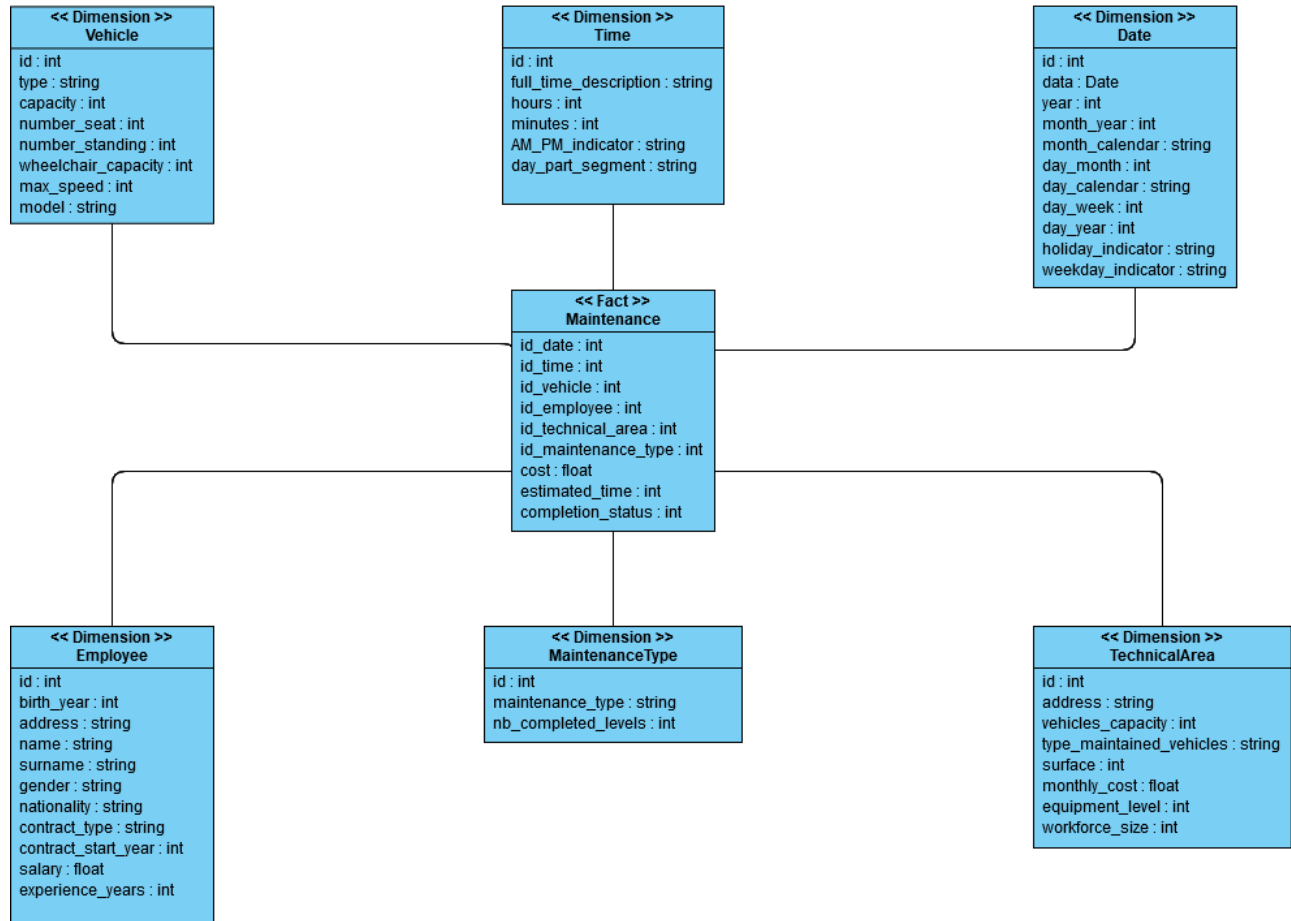 << Dimension >>
Vehicle
id : int
type : string
capacity : int
number_seat : int
number_standing : int
wheelchair_capacity : int
max_speed : int
model : string
<< Dimension >>
Time
id : int
full_time_description : string
hours : int
minutes : int
AM_PM_indicator : string
day_part_segment : string
<< Dimension >>
Date
id : int
data : Date
year : int
month_year : int
month_calendar : string
day_month : int
day_calendar : string
day_week : int
day_year : int
holiday_indicator : string
weekday_indicator : string
<< Fact >>
Maintenance
id_date : int
id_time : int
id_vehicle : int
id_employee : int
id_technical_area : int
id_maintenance_type : int
cost : float
estimated_time : int
completion_status : int
<< Dimension >>
Employee
id : int
birth_year : int
address : string
name : string
surname : string
gender : string
nationality : string
contract_type : string
contract_start_year : int
salary : float
experience_years : int
<< Dimension >>
MaintenanceType
id : int
maintenance_type : string
nb_completed_levels : int
<< Dimension >>
TechnicalArea
id : int
address : string
vehicles_capacity : int
type_maintained_vehicles : string
surface : int
monthly_cost : float
equipment_level : int
workforce_size : int